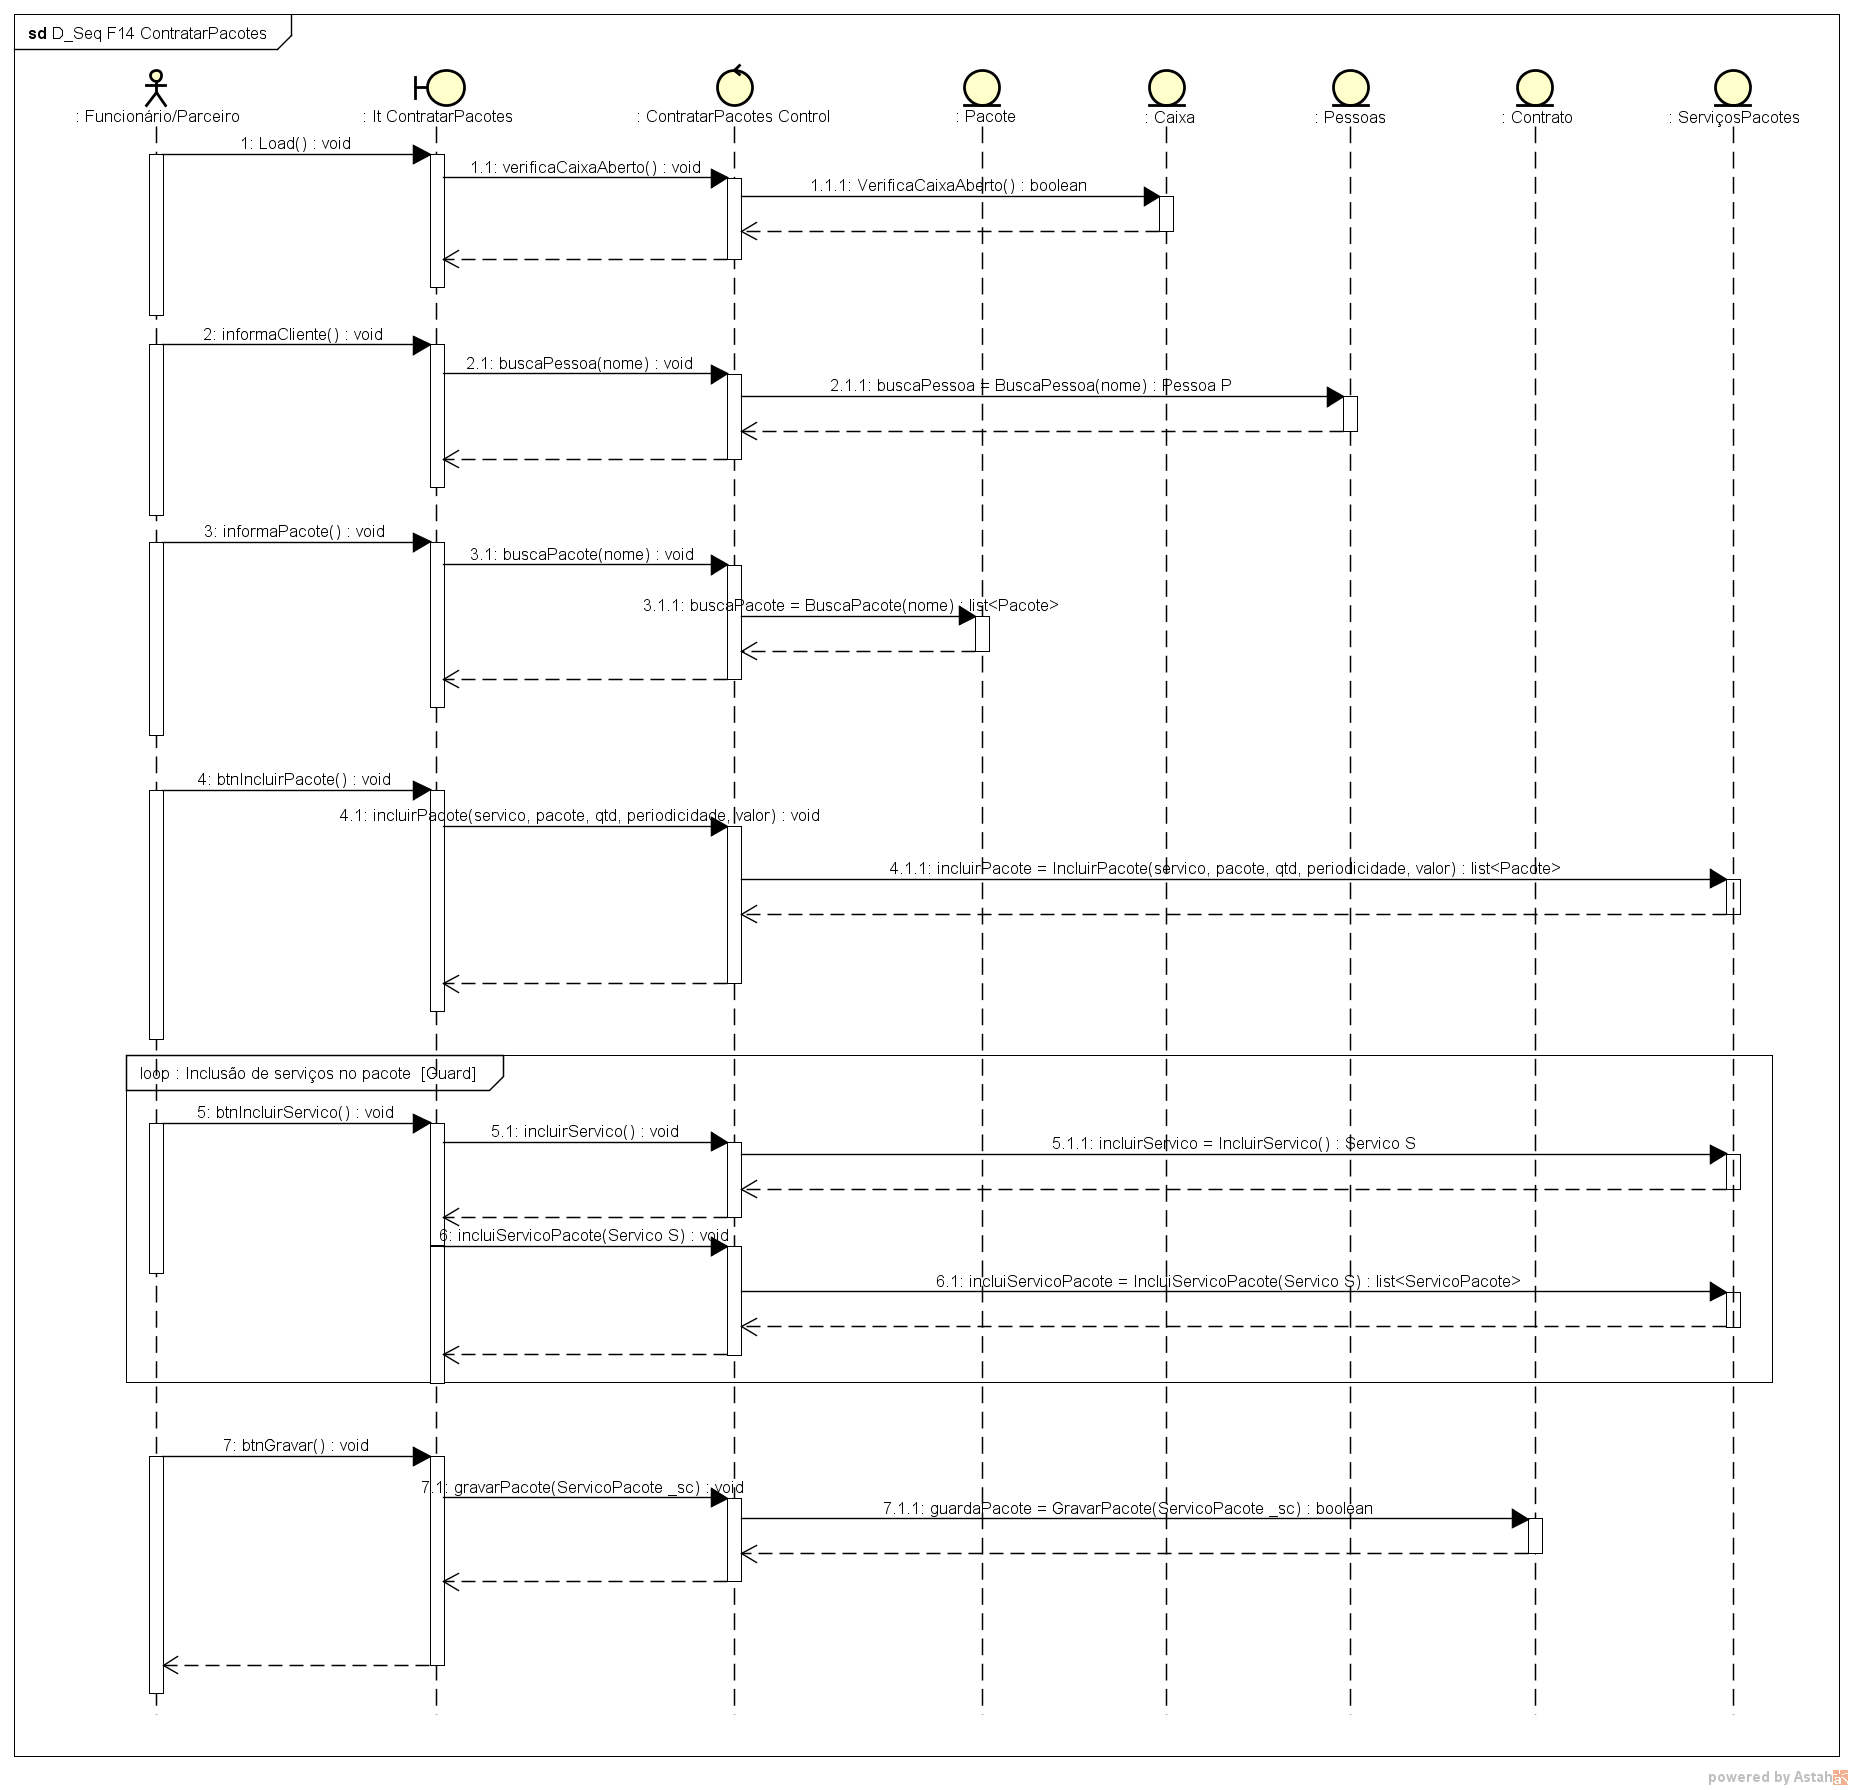 sd D_Seq F14 ContratarPacotes
: Funcionário/Parceiro
: It ContratarPacotes
: ContratarPacotes Control
: Pacote
: Caixa
: Pessoas
: Contrato
: ServiçosPacotes
1: Load() : void
1.1: verificaCaixaAberto() : void
1.1.1: VerificaCaixaAberto() : boolean
2: informaCliente() : void
2.1: buscaPessoa(nome) : void
2.1.1: buscaPessoa = BuscaPessoa(nome) : Pessoa P
3: informaPacote() : void
3.1: buscaPacote(nome) : void
3.1.1: buscaPacote = BuscaPacote(nome) : list<Pacote>
4: btnIncluirPacote() : void
4.1: incluirPacote(servico, pacote, qtd, periodicidade, valor) : void
4.1.1: incluirPacote = IncluirPacote(servico, pacote, qtd, periodicidade, valor) : list<Pacote>
loop : Inclusão de serviços no pacote [Guard]
5: btnIncluirServico() : void
5.1: incluirServico() : void
5.1.1: incluirServico = IncluirServico() : Servico S
6: incluiServicoPacote(Servico S) : void
6.1: incluiServicoPacote = IncluiServicoPacote(Servico S) : list<ServicoPacote>
7: btnGravar() : void
7.1: gravarPacote(ServicoPacote _sc) : void
7.1.1: guardaPacote = GravarPacote(ServicoPacote _sc) : boolean
powered by Astah